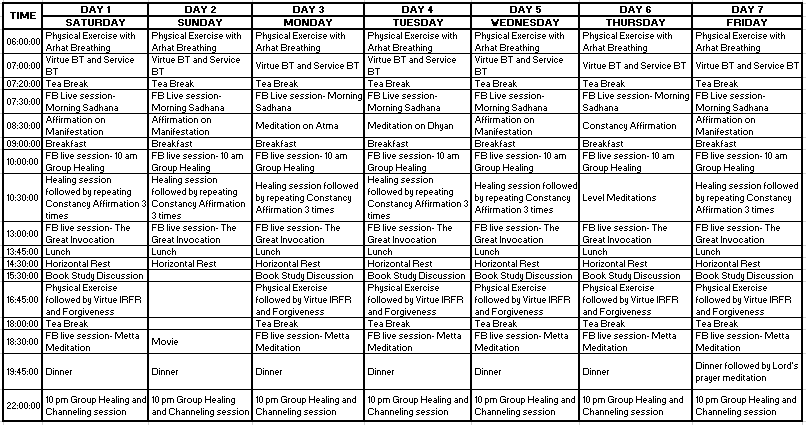 TIME DAY 1 DAY 2 DAY 3 DAY 4 DAY 5 DAY 6 DAY 7
SATURDAY SUNDAY MONDAY TUESDAY WEDNESDAY THURSDAY FRIDAY
06:00:00 Physical Exercise with Physical Exercise with Physical Exercise with Physical Exercise with Physical Exercise with Physical Exercise with Physical Exercise with
Arhat Breathing Arhat Breathing Arhat Breathing Arhat Breathing Arhat Breathing Arhat Breathing Arhat Breathing
07:00:00 Virtue BT and Service Virtue BT and Service Virtue BT and Service BT Virtue BT and Service Virtue BT and Service Virtue BT and Service BT Virtue BT and Service BT
BT BT BT BT
07:20:00 Tea Break Tea Break Tea Break Tea Break Tea Break Tea Break Tea Break
07:30:00 FB Live session- FB Live session- FB Live session- Morning FB Live session- FB Live session- FB Live session- Morning FB Live session-
Morning Sadhana Morning Sadhana Sadhana Morning Sadhana Morning Sadhana Sadhana Morning Sadhana
08:30:00 Affirmation on Affirmation on Meditation on Atma Meditation on Dhyan Affirmation on Constancy Affirmation Affirmation on
Manifestation Manifestation Manifestation Manifestation
09:00:00 Breakfast Breakfast Breakfast Breakfast Breakfast Breakfast Breakfast
10:00:00 FB live session- 10 am FB live session- 10 am FB live session- 10 am FB live session- 10 am FB live session- 10 am FB live session- 10 am FB live session- 10 am
Group Healing Group Healing Group Healing Group Healing Group Healing Group Healing Group Healing
10:30:00 Healing session Healing session Healing session followed Healing session Healing session followed Level Meditations Healing session followed
followed by repeating followed by repeating by repeating Constancy followed by repeating by repeating Constancy by repeating Constancy
Constancy Affirmation 3 Constancy Affirmation Affirmation 3 times Constancy Affirmation 3 Affirmation 3 times Affirmation 3 times
times 3 times times
13:00:00 FB live session- The FB live session- The FB live session- The FB live session- The FB live session- The FB live session- The FB live session- The
Great Invocation Great Invocation Great Invocation Great Invocation Great Invocation Great Invocation Great Invocation
13:45:00 Lunch Lunch Lunch Lunch Lunch Lunch Lunch
14:30:00 Horizontal Rest Horizontal Rest Horizontal Rest Horizontal Rest Horizontal Rest Horizontal Rest Horizontal Rest
15:30:00 Book Study Discussion Book Study Discussion Book Study Discussion Book Study Discussion Book Study Discussion Book Study Discussion
16:45:00 Physical Exercise Physical Exercise Physical Exercise Physical Exercise Physical Exercise Physical Exercise
followed by Virtue IRFR followed by Virtue IRFR followed by Virtue IRFR followed by Virtue IRFR followed by Virtue IRFR followed by Virtue IRFR
and Forgiveness and Forgiveness and Forgiveness and Forgiveness and Forgiveness and Forgiveness
18:00:00 Tea Break Tea Break Tea Break Tea Break Tea Break Tea Break
18:30:00 FB live session- Metta Movie FB live session- Metta FB live session- Metta FB live session- Metta FB live session- Metta FB live session- Metta
Meditation Meditation Meditation Meditation Meditation Meditation
19:45:00 Dinner Dinner Dinner Dinner Dinner Dinner Dinner followed by Lord's
prayer meditation
22:00:00 10 pm Group Healing and 10 pm Group Healing 10 pm Group Healing and 10 pm Group Healing and 10 pm Group Healing and 10 pm Group Healing and 10 pm Group Healing and
Channeling session and Channeling session Channeling session Channeling session Channeling session Channeling session Channeling session